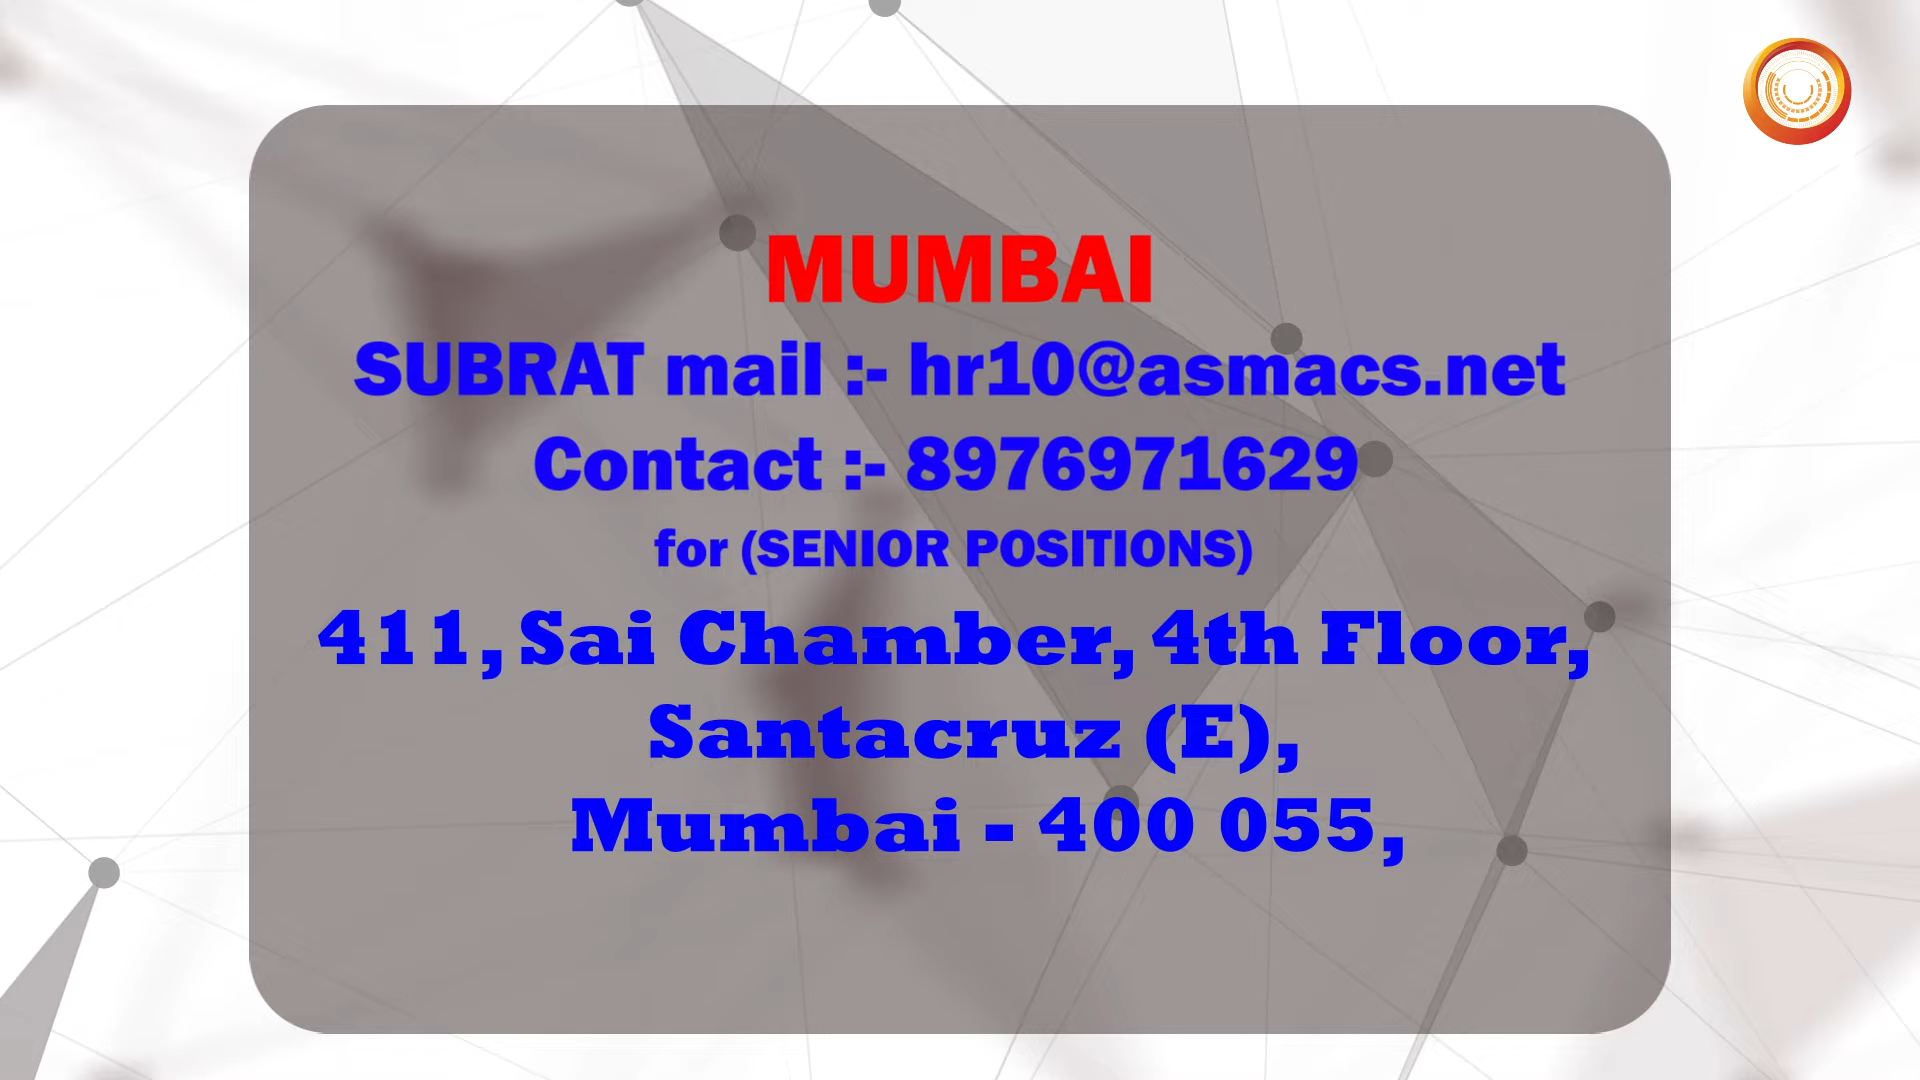 MUMBAI
SUBRAT mail :- hr10@asmacs.net
Contact :- 8976971629
for (SENIOR POSITIONS)
411, Sai Chamber, 4th Floor,
Santacruz (E),
Mumbai - 400 055,